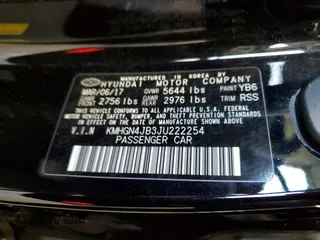 MANUFACTURED IN KOREA BY
HYUNDAI MOTOR COMPANY
MAR/06/17 GVWR 5644 lbs PAINT YB6
FRONT 2756 lbs GAWR REAR 2976 lbs TRIM RSS
THIS VEHICLE CONFORMS TO ALL APPLICABLE FEDERAL
MOTOR VEHICLE SAFETY, BUMPER, AND THEFT PREVENTION
STANDARDS IN EFFECT ON THE DATE OF
MANUFACTURE SHOWN ABOVE.
V.I.N KMHGN4JB3JU222254
PASSENGER CAR